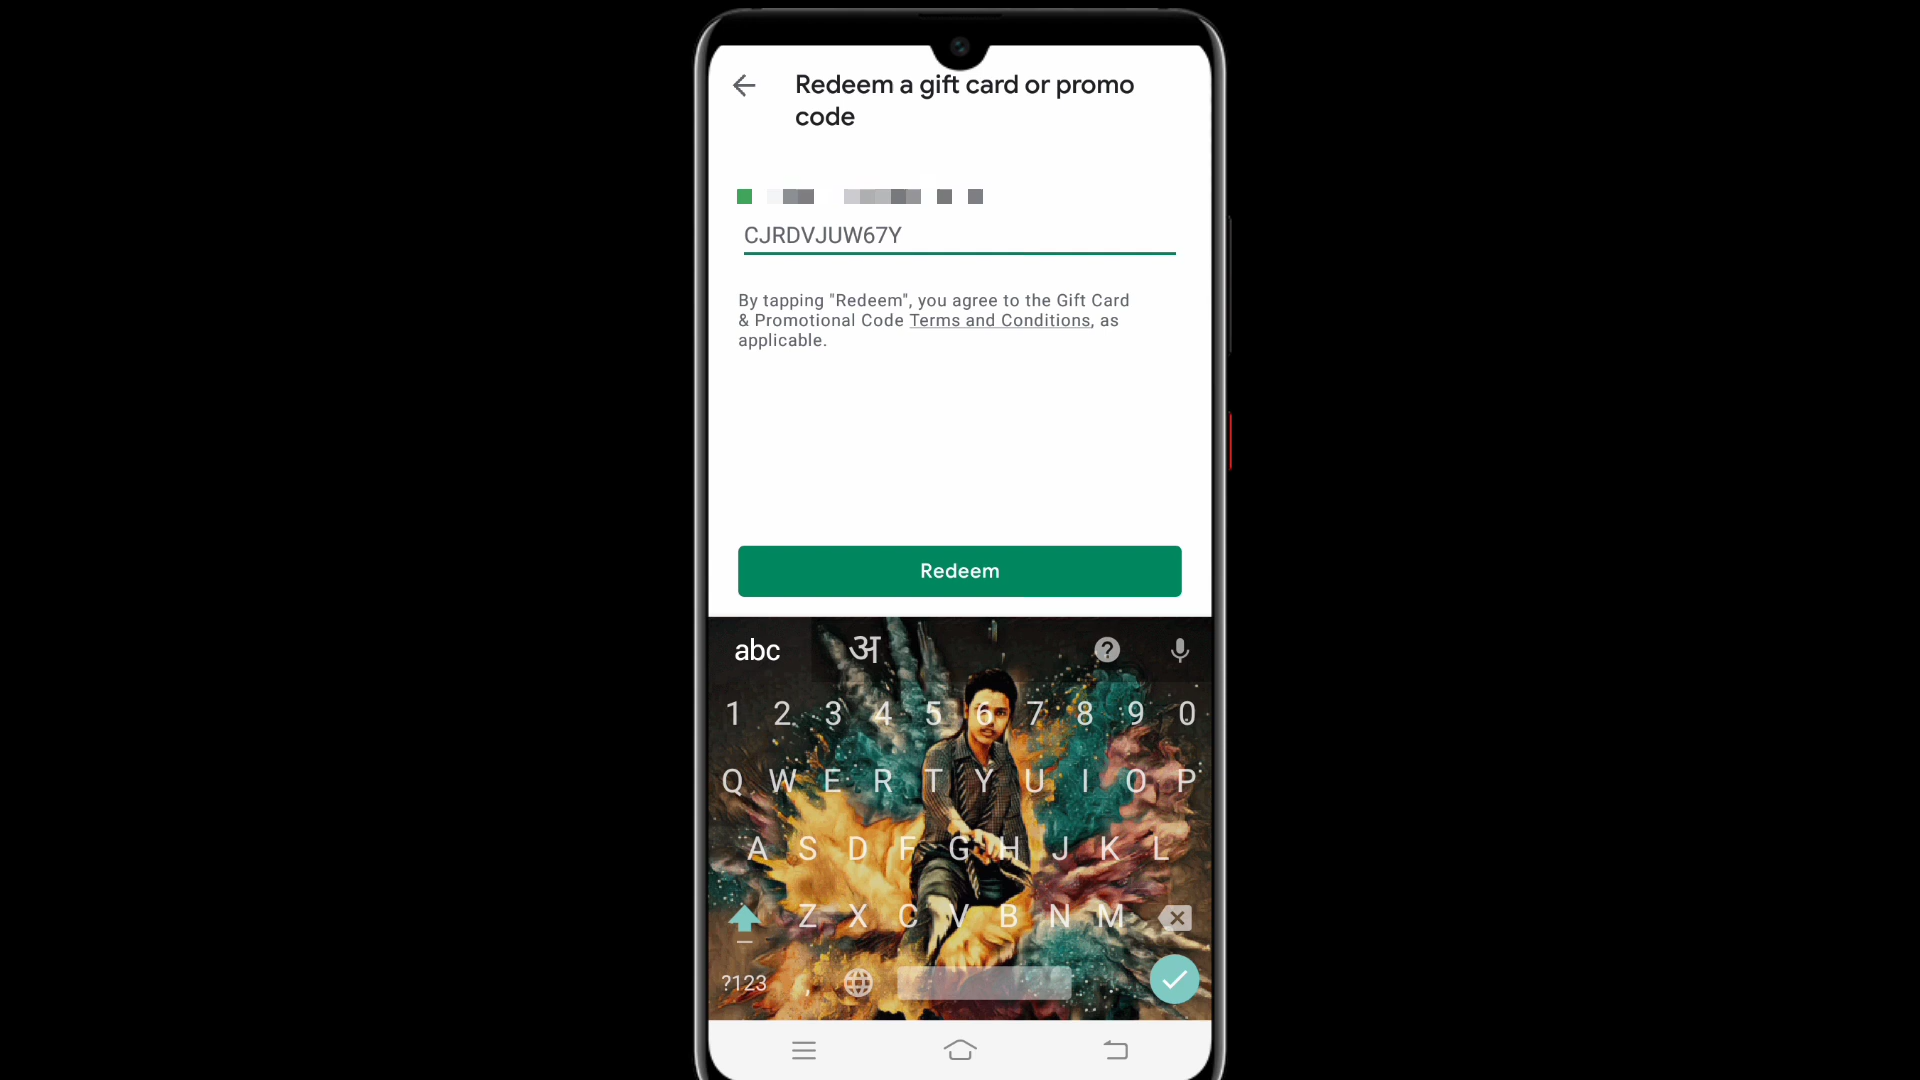 Redeem a gift card or promo
code
CJRDVJUW67Y
By tapping "Redeem", you agree to the Gift Card
& Promotional Code Terms and Conditions, as
applicable.
Redeem
abc अ ?
1 2 3 4 5 6 7 8 9 0
Q W E R T Y U I O P
A S D F G H J K L
Z X C V B N M
?123 ,